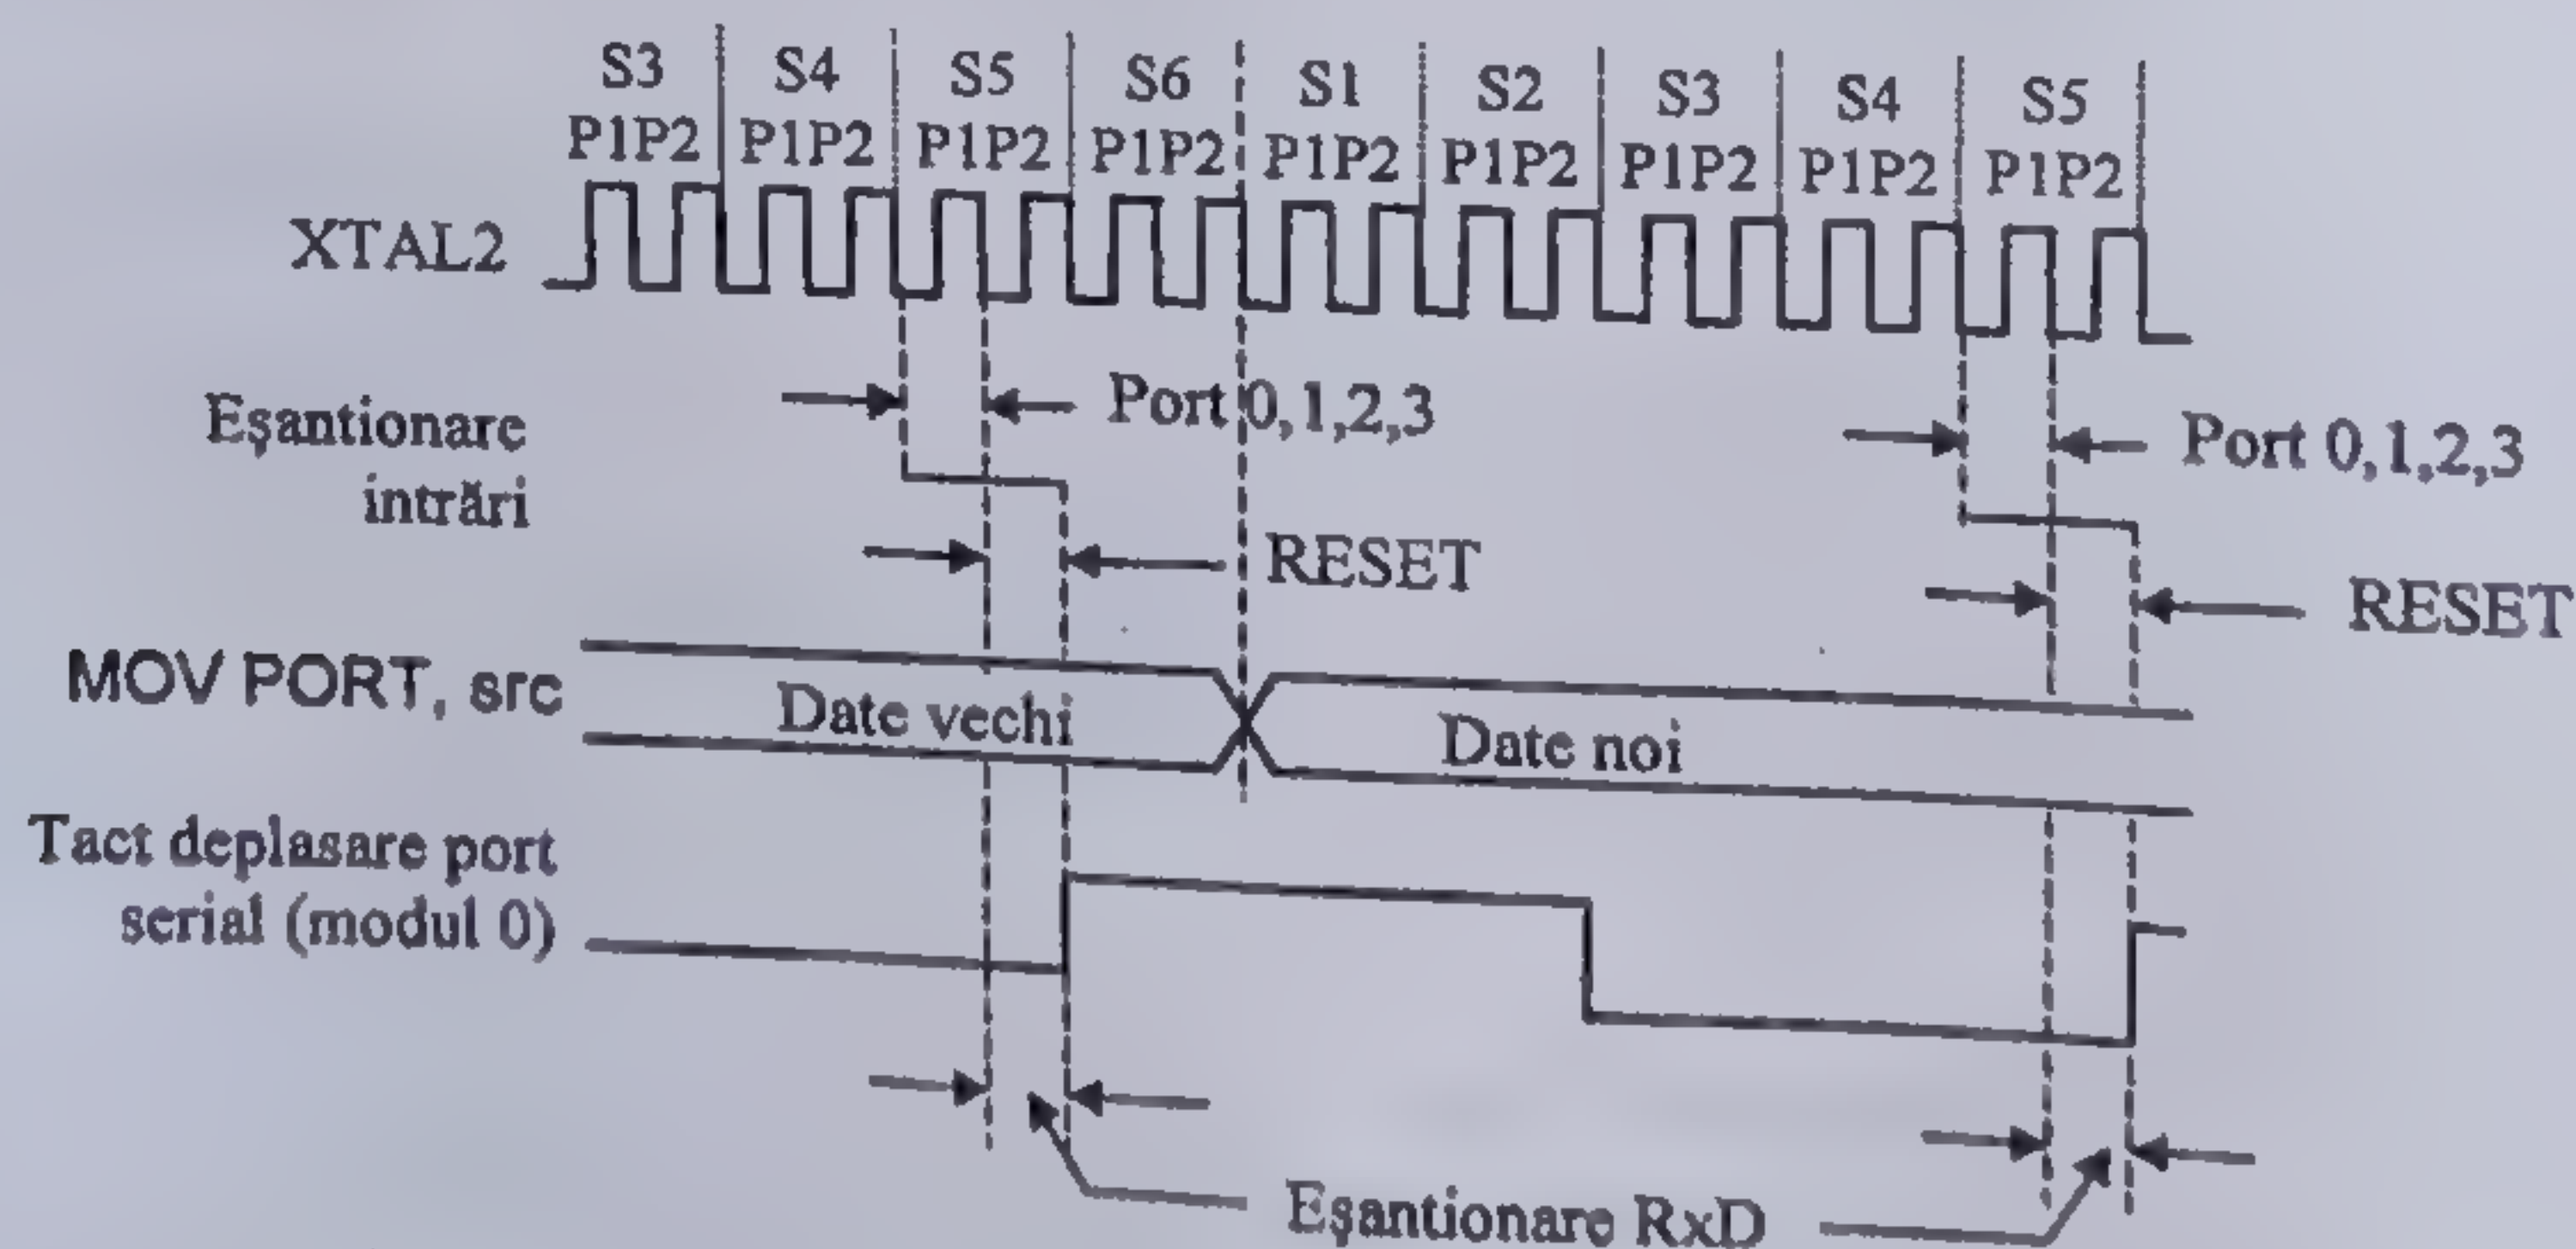 S3 S4 S5 S6 S1 S2 S3 S4 S5
P1P2 P1P2 P1P2 P1P2 P1P2 P1P2 P1P2 P1P2 P1P2
XTAL2
Eşantionare
intrări
Port 0,1,2,3
Port 0,1,2,3
RESET
RESET
MOV PORT, src
Date vechi
Date noi
Tact deplasare port
serial (modul 0)
Eşantionare RxD